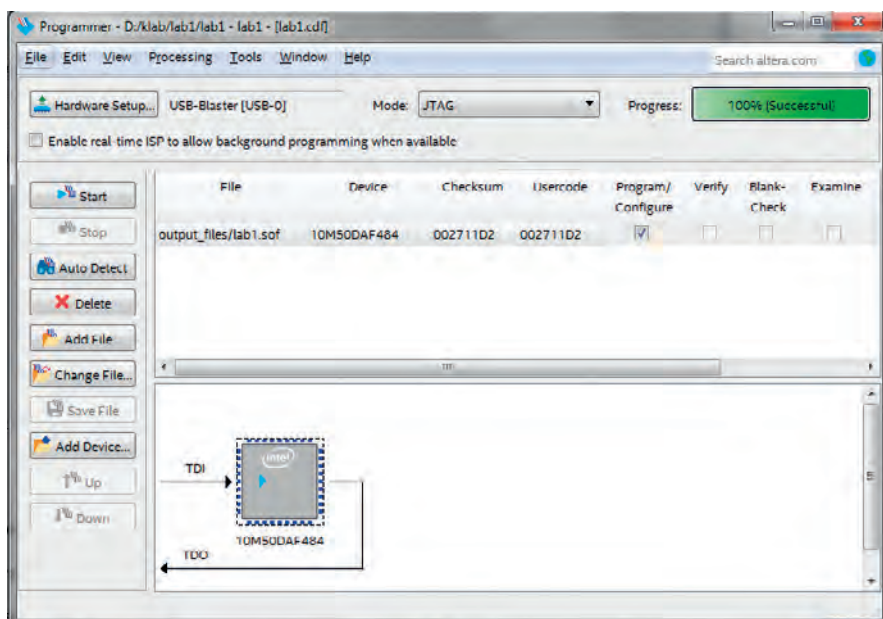 Programmer - D:/klab/lab1/lab1 - lab1 - [lab1.cdf]
File Edit View Processing Tools Window Help
Search altera.com
Hardware Setup... USB-Blaster [USB-0] Mode: JTAG Progress: 100% (Successful)
Enable real-time ISP to allow background programming when available
File Device Checksum Usercode Program/ Configure Verify Blank- Check Examine
output_files/lab1.sof 10M50DAF484 002711D2 002711D2
Start
Stop
Auto Detect
Delete
Add File
Change File...
Save File
Add Device...
Up
Down
TDI
intel
10M50DAF484
TDO